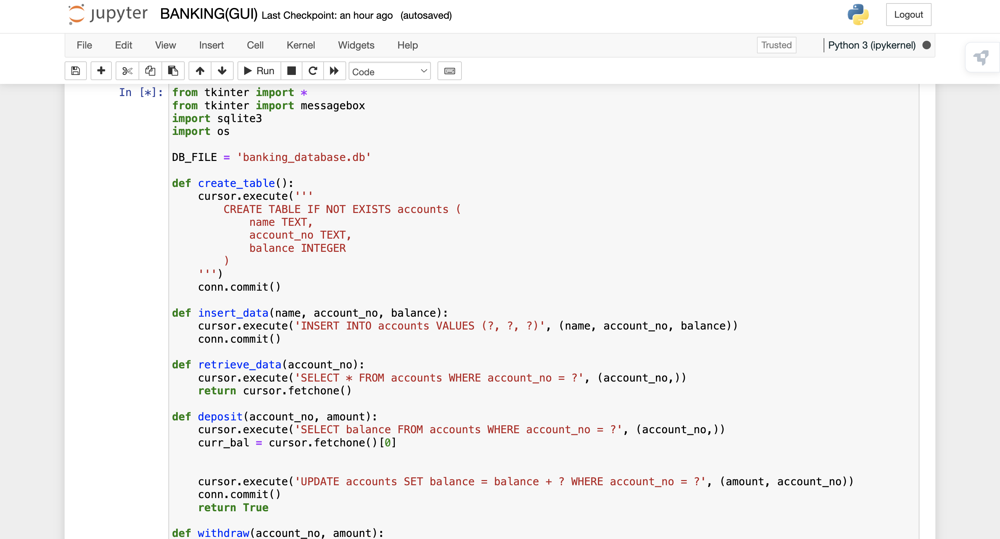 jupyter BANKING(GUI) Last Checkpoint: an hour ago (autosaved) Logout
File Edit View Insert Cell Kernel Widgets Help Trusted Python 3 (ipykernel)
Run Code
In [*]: from tkinter import *
from tkinter import messagebox
import sqlite3
import os
DB_FILE = 'banking_database.db'
def create_table():
    cursor.execute('''
        CREATE TABLE IF NOT EXISTS accounts (
            name TEXT,
            account_no TEXT,
            balance INTEGER
        )
    ''')
    conn.commit()
def insert_data(name, account_no, balance):
    cursor.execute('INSERT INTO accounts VALUES (?, ?, ?)', (name, account_no, balance))
    conn.commit()
def retrieve_data(account_no):
    cursor.execute('SELECT * FROM accounts WHERE account_no = ?', (account_no,))
    return cursor.fetchone()
def deposit(account_no, amount):
    cursor.execute('SELECT balance FROM accounts WHERE account_no = ?', (account_no,))
    curr_bal = cursor.fetchone()[0]
    cursor.execute('UPDATE accounts SET balance = balance + ? WHERE account_no = ?', (amount, account_no))
    conn.commit()
    return True
def withdraw(account_no, amount):